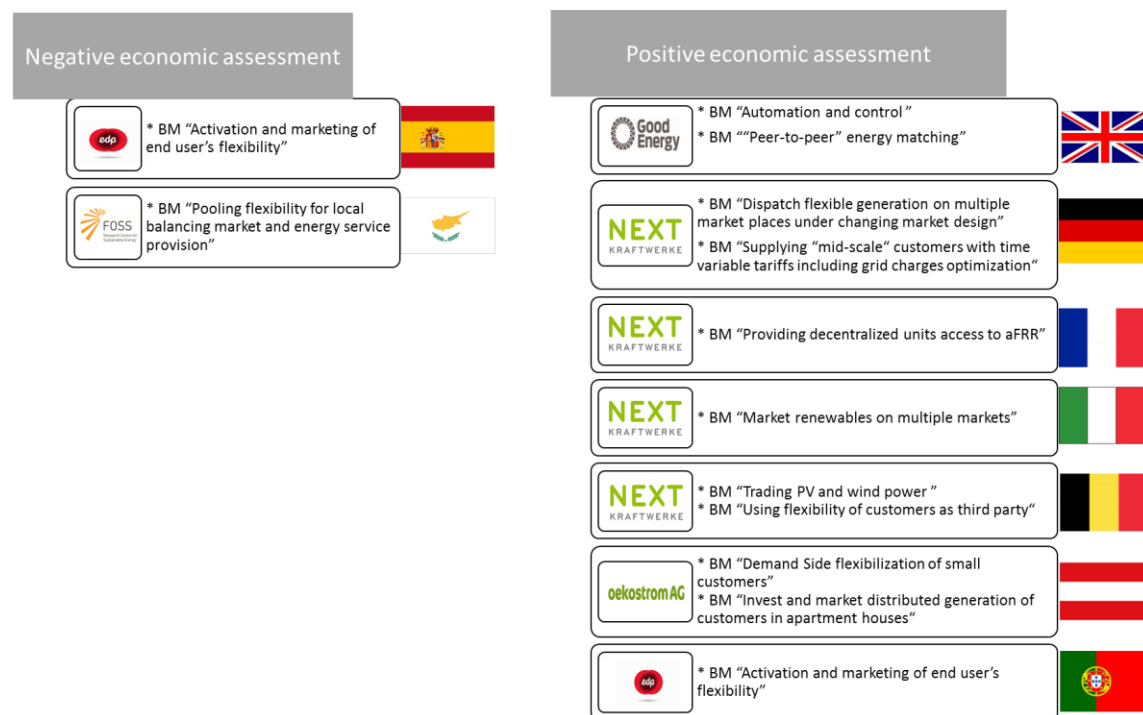 Negative economic assessment
edp
* BM “Activation and marketing of
end user’s flexibility”
FOSS
Research Centre for
Sustainable Energy
* BM “Pooling flexibility for local
balancing market and energy service
provision”
Positive economic assessment
Good
Energy
* BM “Automation and control ”
* BM ““Peer-to-peer” energy matching”
NEXT
KRAFTWERKE
* BM “Dispatch flexible generation on multiple
market places under changing market design”
* BM “Supplying “mid-scale“ customers with time
variable tariffs including grid charges optimization“
NEXT
KRAFTWERKE
* BM “Providing decentralized units access to aFRR”
NEXT
KRAFTWERKE
* BM “Market renewables on multiple markets”
NEXT
KRAFTWERKE
* BM “Trading PV and wind power ”
* BM “Using flexibility of customers as third party“
oekostrom AG
* BM “Demand Side flexibilization of small
customers”
* BM “Invest and market distributed generation of
customers in apartment houses“
edp
* BM “Activation and marketing of end user’s
flexibility”